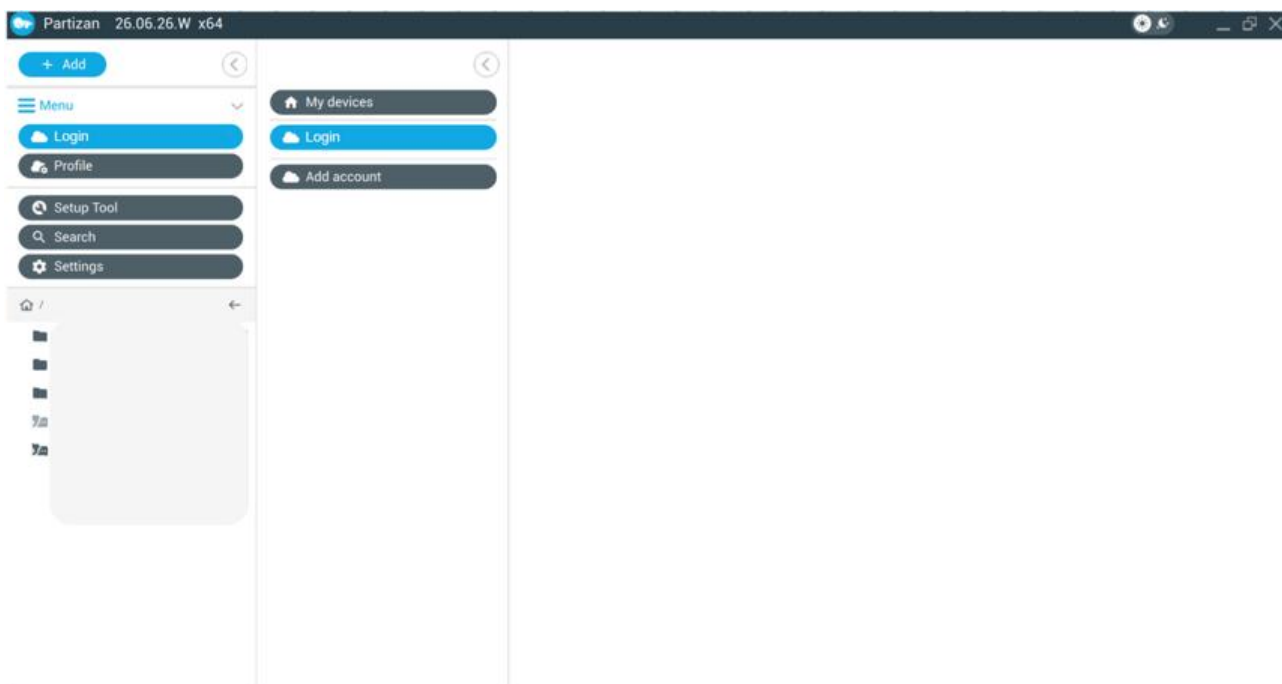 Partizan 26.06.26.W x64
+ Add
Menu
Login
Profile
Setup Tool
Search
Settings
/
My devices
Login
Add account